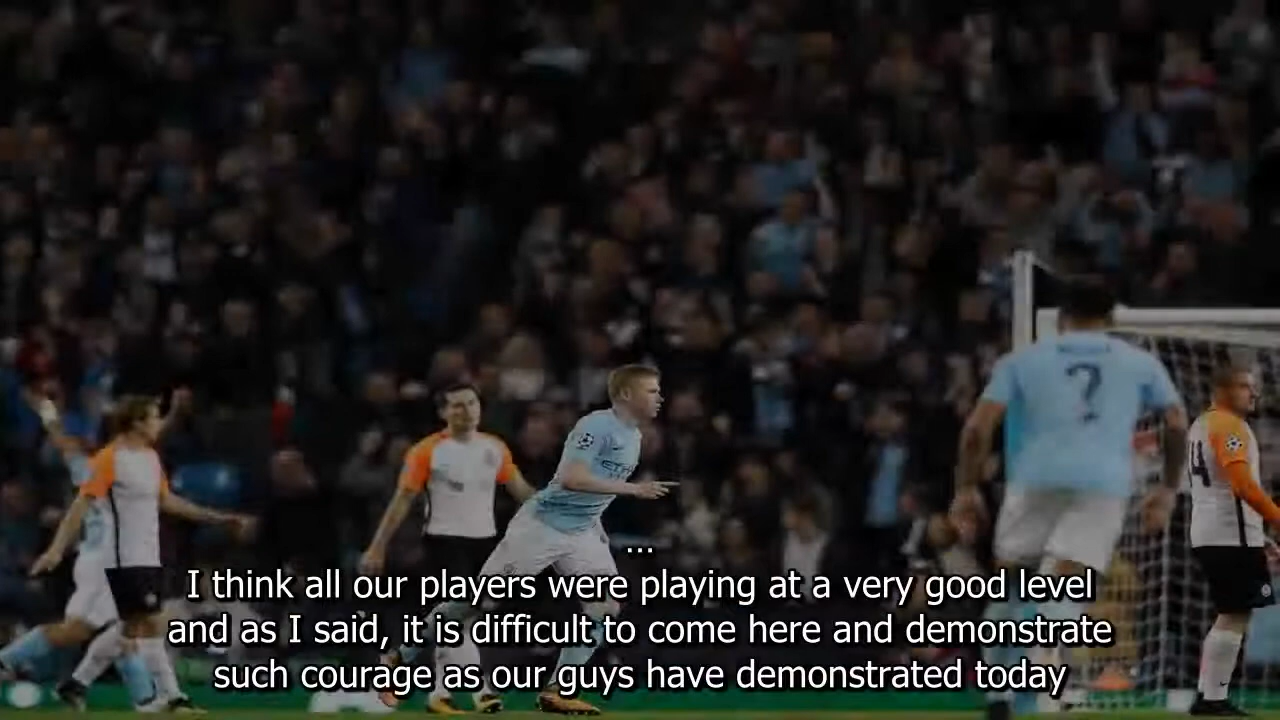 ...
I think all our players were playing at a very good level
and as I said, it is difficult to come here and demonstrate
such courage as our guys have demonstrated today